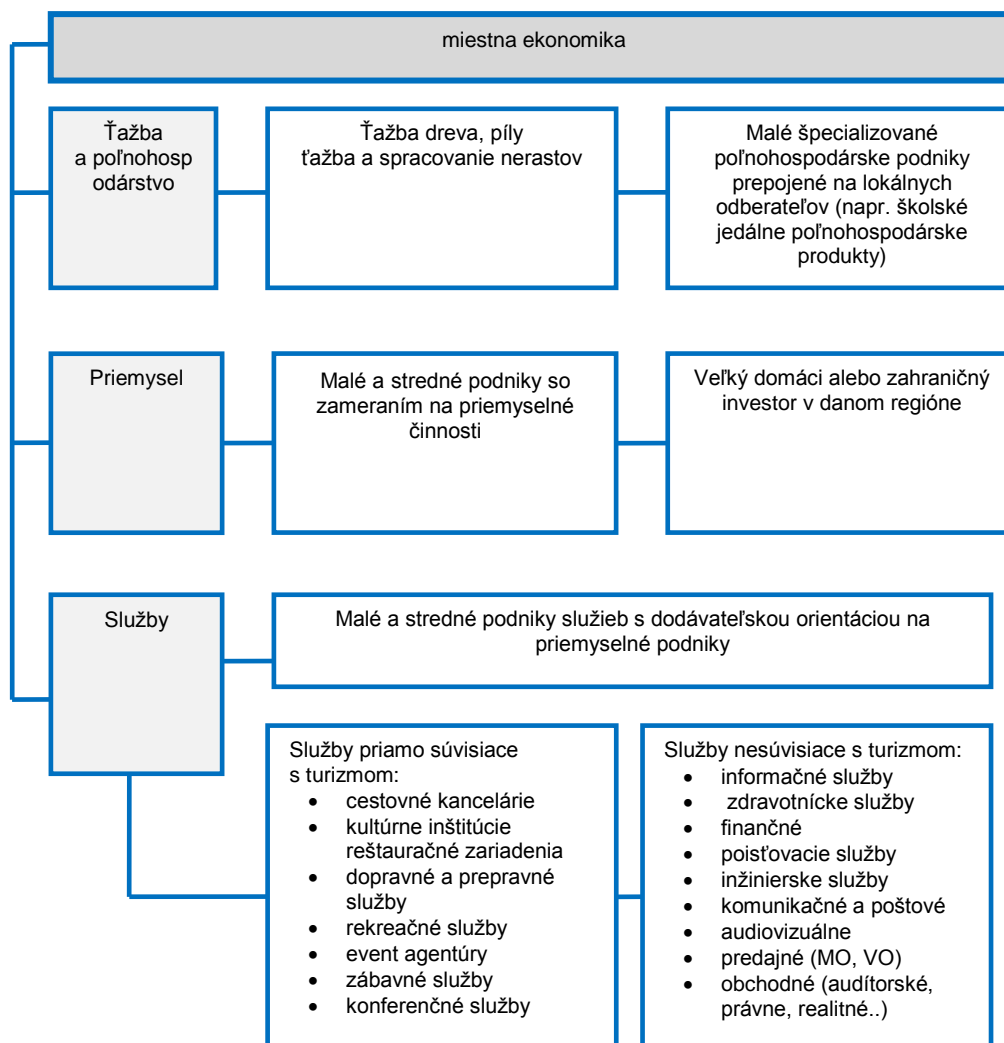 miestna ekonomika
Ťažba
a poľnohosp
odárstvo
Ťažba dreva, píly
ťažba a spracovanie nerastov
Malé špecializované
poľnohospodárske podniky
prepojené na lokálnych
odberateľov (napr. školské
jedálne poľnohospodárske
produkty)
Priemysel
Malé a stredné podniky so
zameraním na priemyselné
činnosti
Veľký domáci alebo zahraničný
investor v danom regióne
Služby
Malé a stredné podniky služieb s dodávateľskou orientáciou na
priemyselné podniky
Služby priamo súvisiace
s turizmom:
• cestovné kancelárie
• kultúrne inštitúcie
reštauračné zariadenia
• dopravné a prepravné
služby
• rekreačné služby
• event agentúry
• zábavné služby
• konferenčné služby
Služby nesúvisiace s turizmom:
• informačné služby
• zdravotnícke služby
• finančné
• poisťovacie služby
• inžinierske služby
• komunikačné a poštové
• audiovizuálne
• predajné (MO, VO)
• obchodné (audítorské,
právne, realitné..)